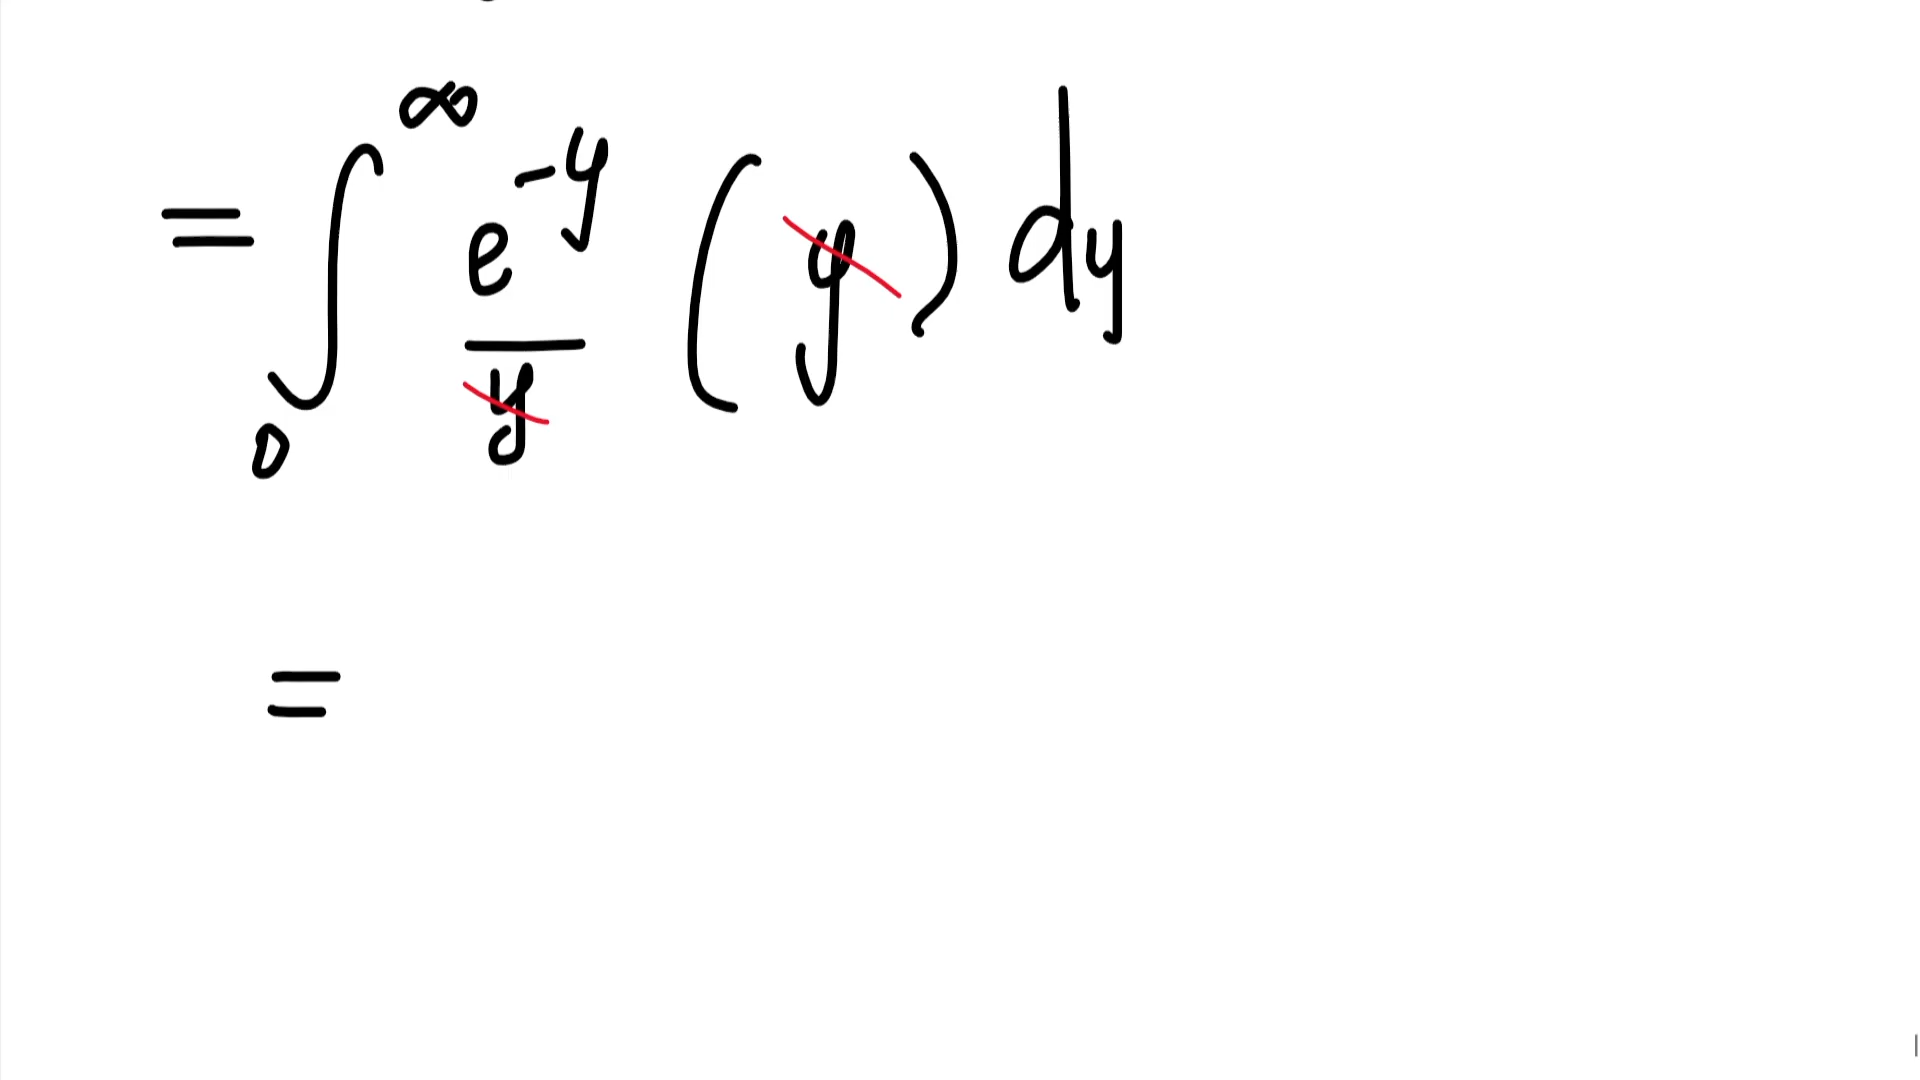 = ∫₀^∞ e^{-y}/y (y) dy
=